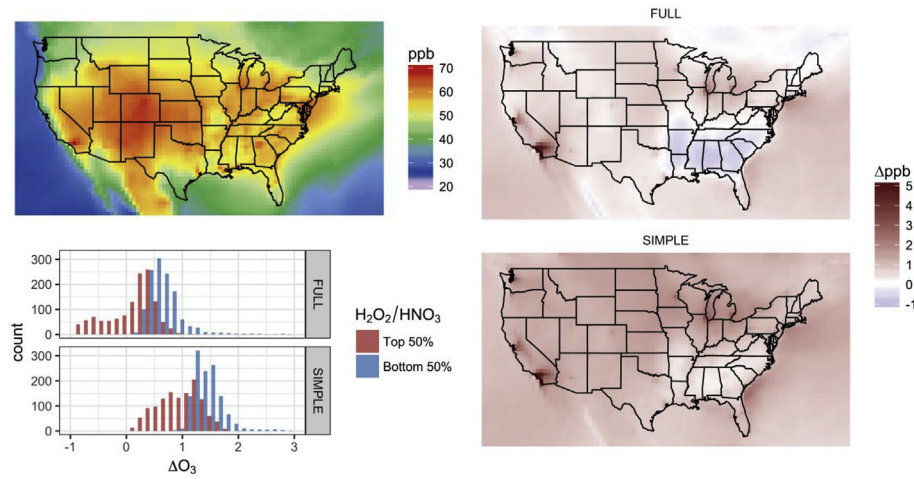 ppb
70
60
50
40
30
20
FULL
Δppb
5
4
3
2
1
0
-1
SIMPLE
count
300
200
100
0
FULL
300
200
100
0
SIMPLE
-1 0 1 2 3
ΔO₃
H₂O₂/HNO₃
Top 50%
Bottom 50%